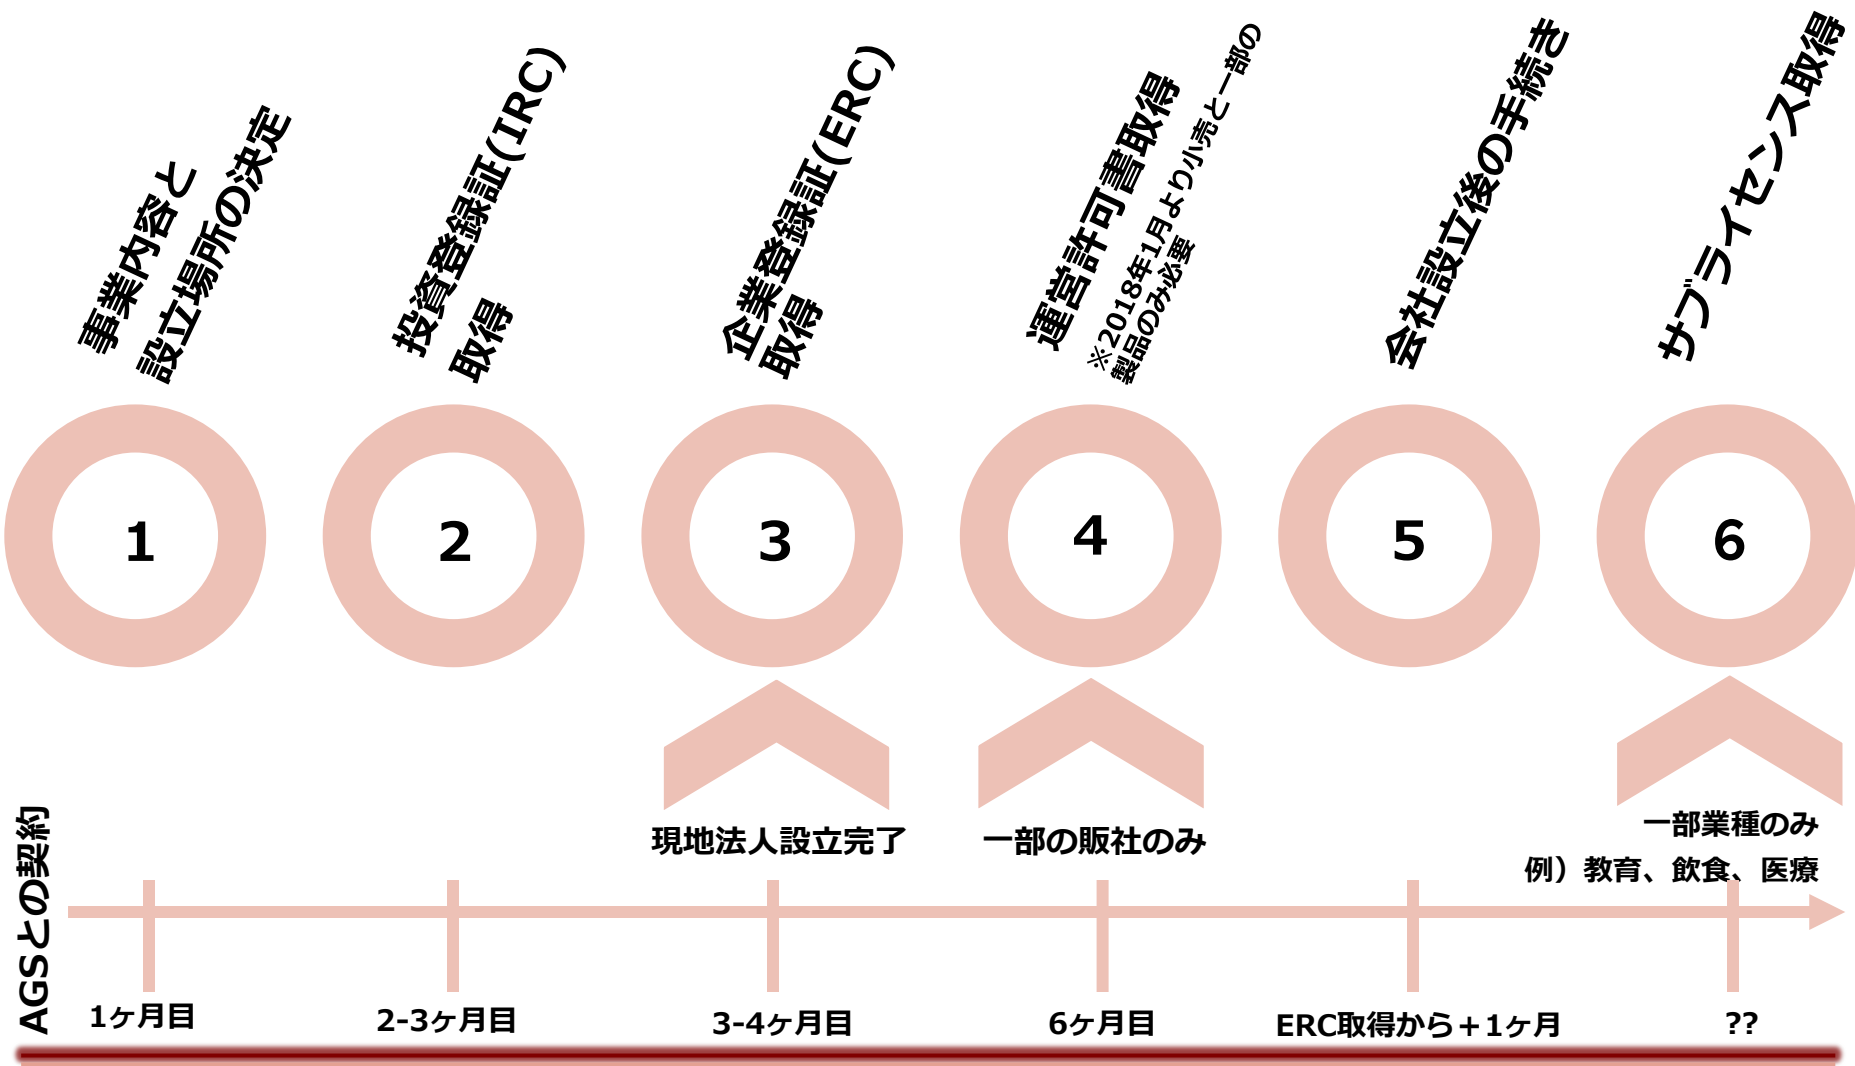 事業内容と
設立場所の決定
投資登録証(IRC)
取得
企業登録証(ERC)
取得
運営許可書取得
※2018年1月より小売と一部の
製品のみ必要
会社設立後の手続き
サブライセンス取得
1
2
3
4
5
6
現地法人設立完了
一部の販社のみ
一部業種のみ
例）教育、飲食、医療
AGSとの契約
1ヶ月目
2-3ヶ月目
3-4ヶ月目
6ヶ月目
ERC取得から＋1ヶ月
??